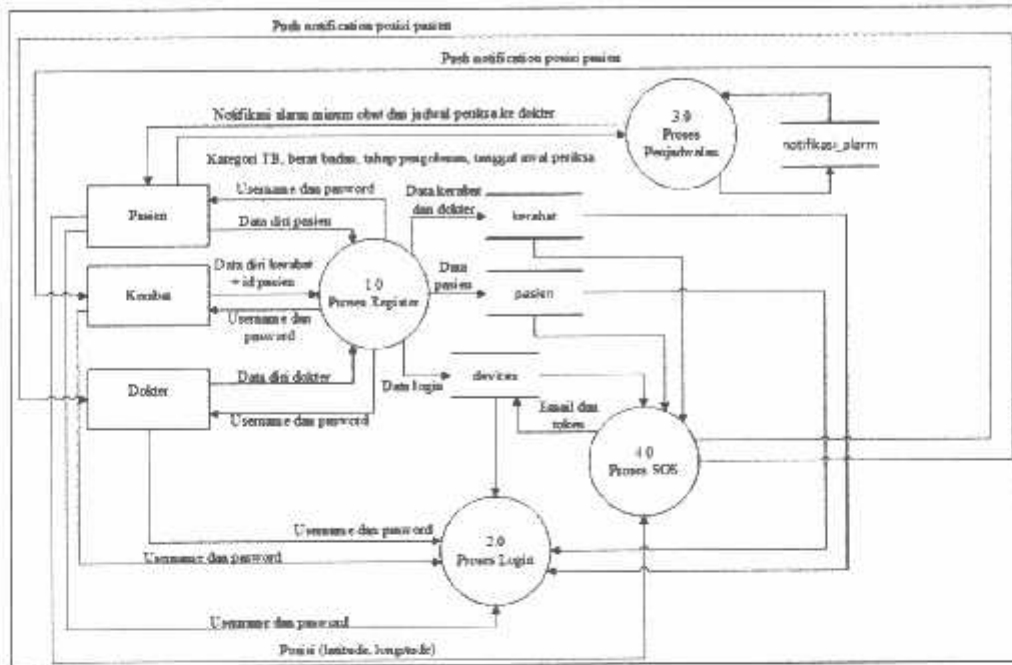 Push notification posisi pasien
Push notification posisi pasien
Notifikasi alarm minum obat dan jadwal periksa ke dokter
3.0
Proses
Penjadwalan
notifikasi_alarm
Kategori TB, berat badan, tahap pengobatan, tanggal awal periksa
Username dan pasword
Pasien
Data diri pasien
Data kerabat
dan dokter
kerabat
Data diri kerabat
+ id pasien
Kerabat
1.0
Proses Register
Data
pasien
pasien
Username dan
pasword
Dokter
Data diri dokter
Data login
devices
Username dan pasword
Email dan
token
4.0
Proses SOS
Username dan pasword
2.0
Proses Login
Username dan pasword
Username dan pasword
Posisi (latitude, longitude)